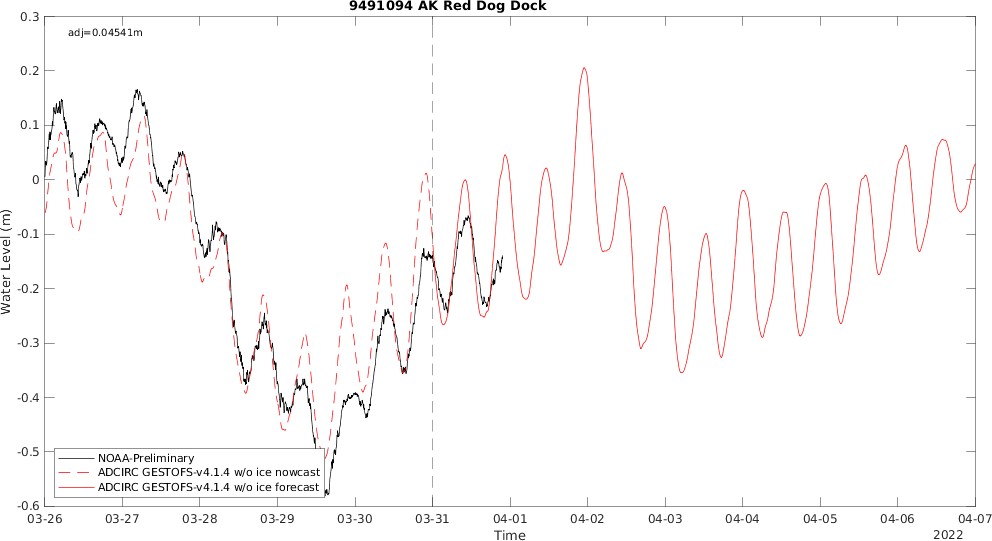 9491094 AK Red Dog Dock
adj=0.04541m
0.3
0.2
0.1
0
-0.1
-0.2
-0.3
-0.4
-0.5
-0.6
Water Level (m)
NOAA-Preliminary
ADCIRC GESTOFS-v4.1.4 w/o ice nowcast
ADCIRC GESTOFS-v4.1.4 w/o ice forecast
03-26 03-27 03-28 03-29 03-30 03-31 04-01 04-02 04-03 04-04 04-05 04-06 04-07
Time
2022